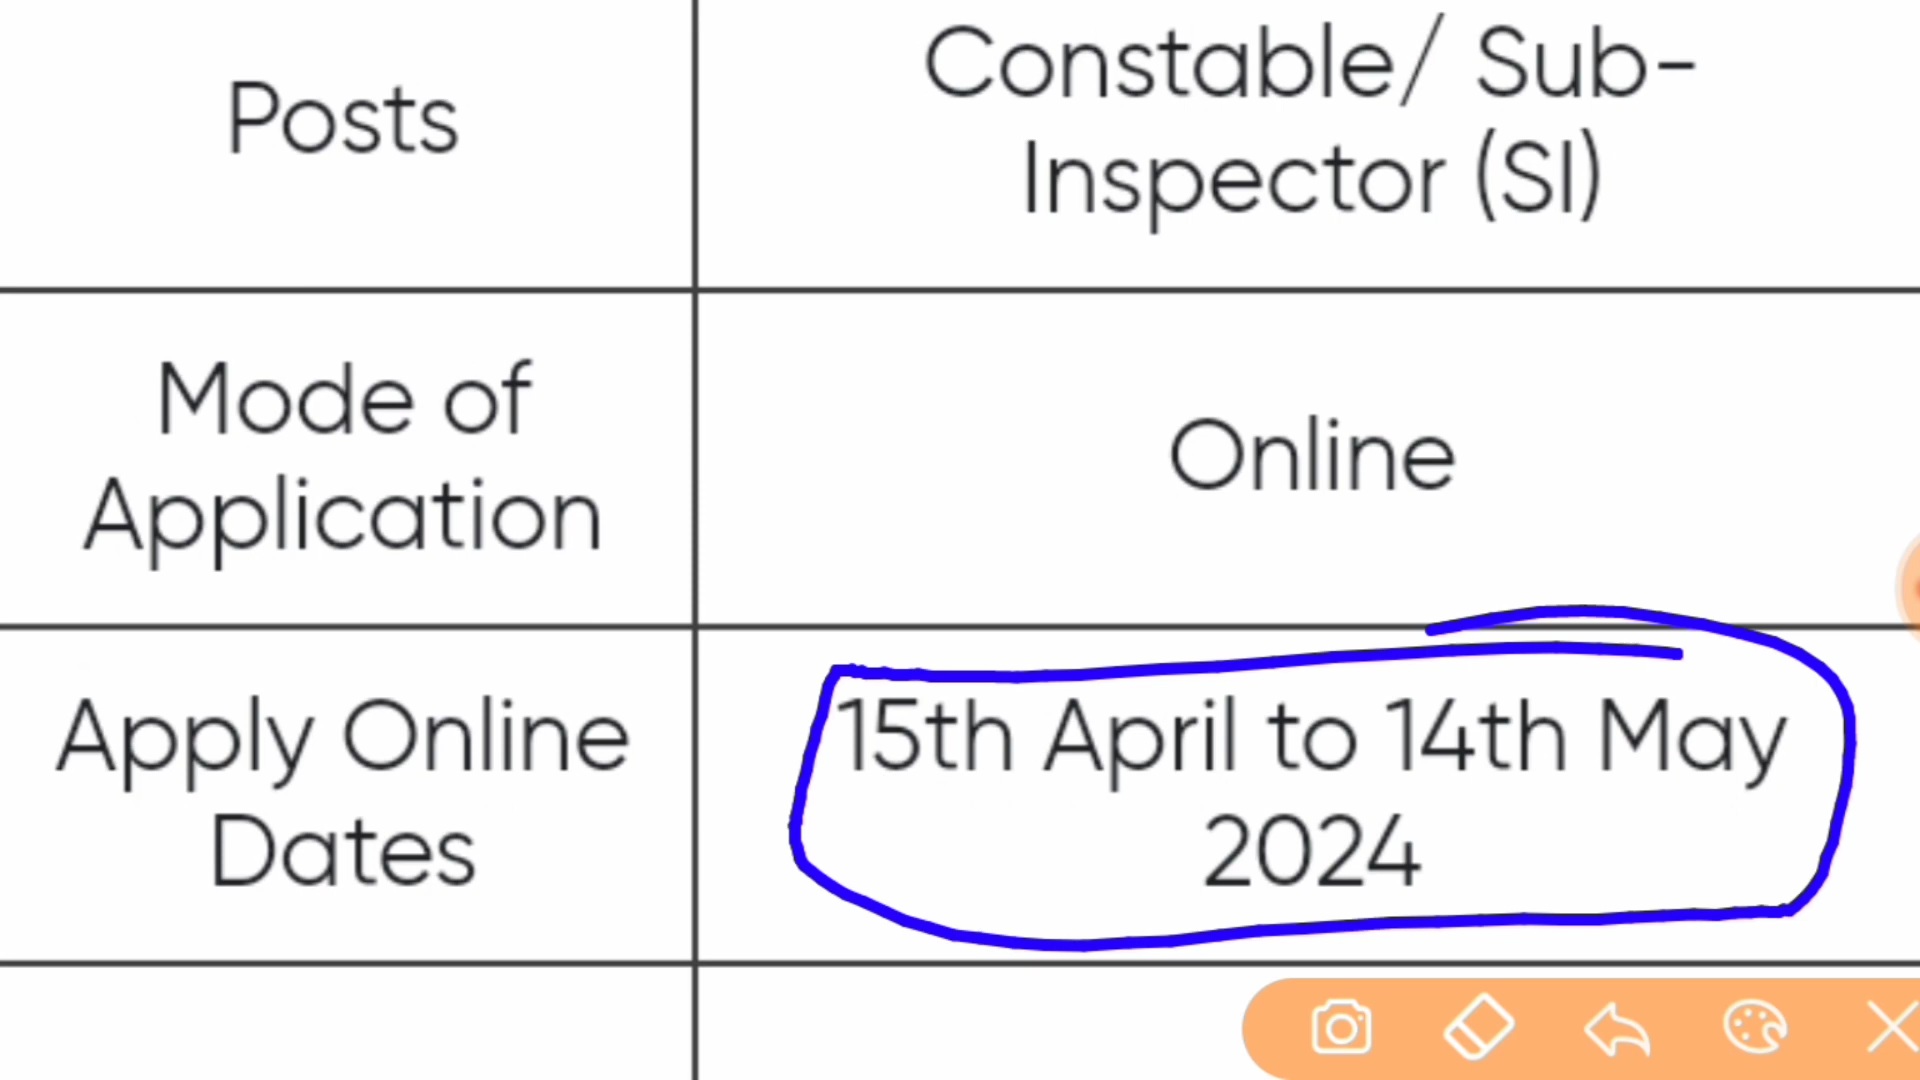 Posts
Constable/ Sub-
Inspector (SI)
Mode of
Application
Online
Apply Online
Dates
15th April to 14th May
2024